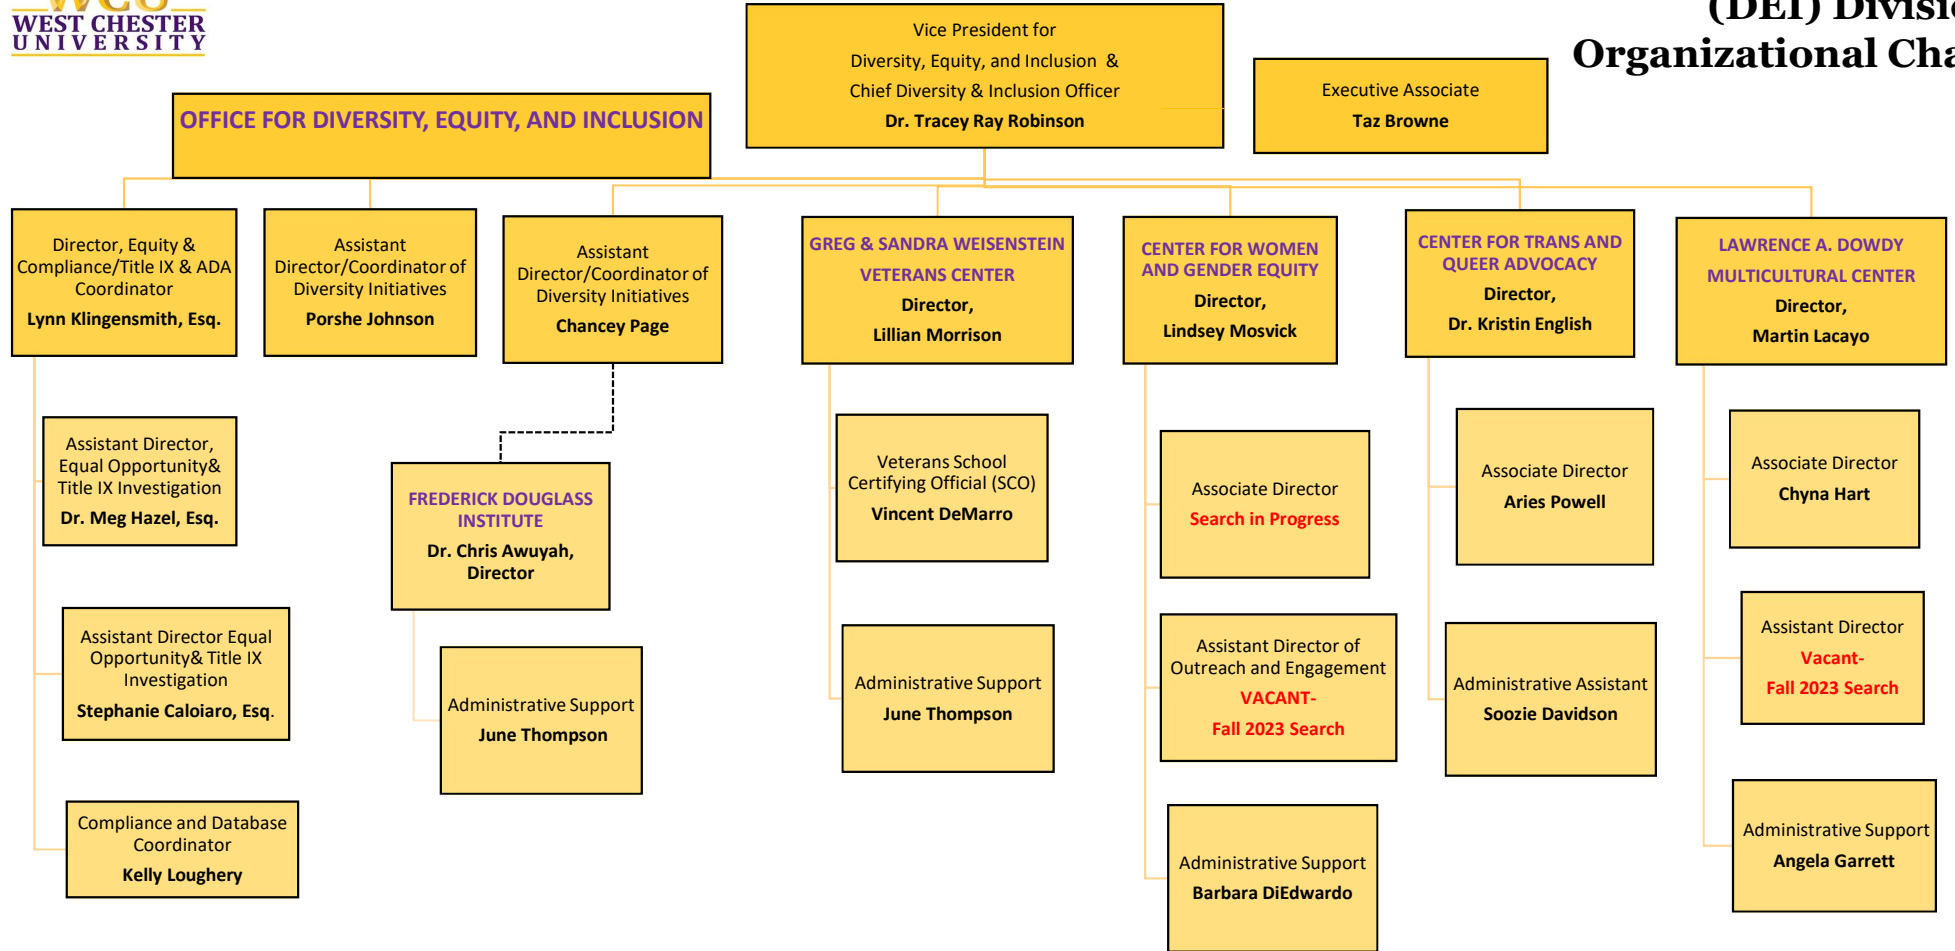 WCU
WEST CHESTER
UNIVERSITY
(DEI)
Organizational
Vice President for
Diversity, Equity, and Inclusion &
Chief Diversity & Inclusion Officer
Dr. Tracey Ray Robinson
Executive Associate
Taz Browne
OFFICE FOR DIVERSITY, EQUITY, AND INCLUSION
Director, Equity &
Compliance/Title IX & ADA
Coordinator
Lynn Klingensmith, Esq.
Assistant
Director/Coordinator of
Diversity Initiatives
Porshe Johnson
Assistant
Director/Coordinator of
Diversity Initiatives
Chancey Page
GREG & SANDRA WEISENSTEIN
VETERANS CENTER
Director,
Lillian Morrison
CENTER FOR WOMEN
AND GENDER EQUITY
Director,
Lindsey Mosvick
CENTER FOR TRANS AND
QUEER ADVOCACY
Director,
Dr. Kristin English
LAWRENCE A. DOWDY
MULTICULTURAL CENTER
Director,
Martin Lacayo
Assistant Director,
Equal Opportunity&
Title IX Investigation
Dr. Meg Hazel, Esq.
Assistant Director Equal
Opportunity& Title IX
Investigation
Stephanie Caloiaro, Esq.
Compliance and Database
Coordinator
Kelly Loughery
FREDERICK DOUGLASS
INSTITUTE
Dr. Chris Awuyah,
Director
Administrative Support
June Thompson
Veterans School
Certifying Official (SCO)
Vincent DeMarro
Administrative Support
June Thompson
Associate Director
Search in Progress
Assistant Director of
Outreach and Engagement
VACANT-
Fall 2023 Search
Administrative Support
Barbara DiEdwardo
Associate Director
Aries Powell
Administrative Assistant
Soozie Davidson
Associate Director
Chyna Hart
Assistant Director
Vacant-
Fall 2023 Search
Administrative Support
Angela Garrett